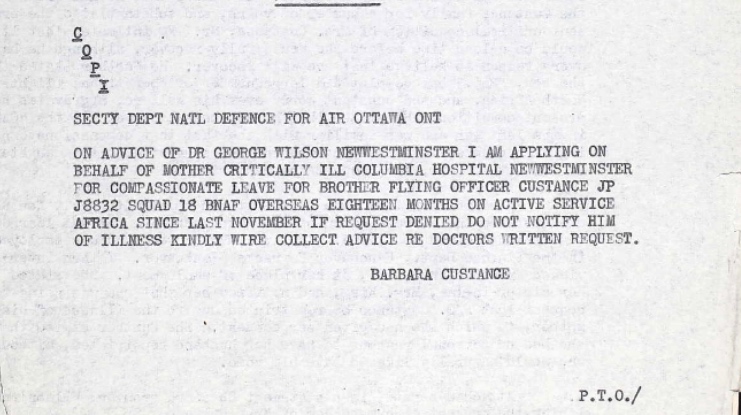 C
O
P
I
SECTY DEPT NATL DEFENCE FOR AIR OTTAWA ONT
ON ADVICE OF DR GEORGE WILSON NEWWESTMINSTER I AM APPLYING ON
BEHALF OF MOTHER CRITICALLY ILL COLUMBIA HOSPITAL NEWWESTMINSTER
FOR COMPASSIONATE LEAVE FOR BROTHER FLYING OFFICER CUSTANCE JP
J8832 SQUAD 18 BNAF OVERSEAS EIGHTEEN MONTHS ON ACTIVE SERVICE
AFRICA SINCE LAST NOVEMBER IF REQUEST DENIED DO NOT NOTIFY HIM
OF ILLNESS KINDLY WIRE COLLECT ADVICE RE DOCTORS WRITTEN REQUEST.
BARBARA CUSTANCE
P.T.O./